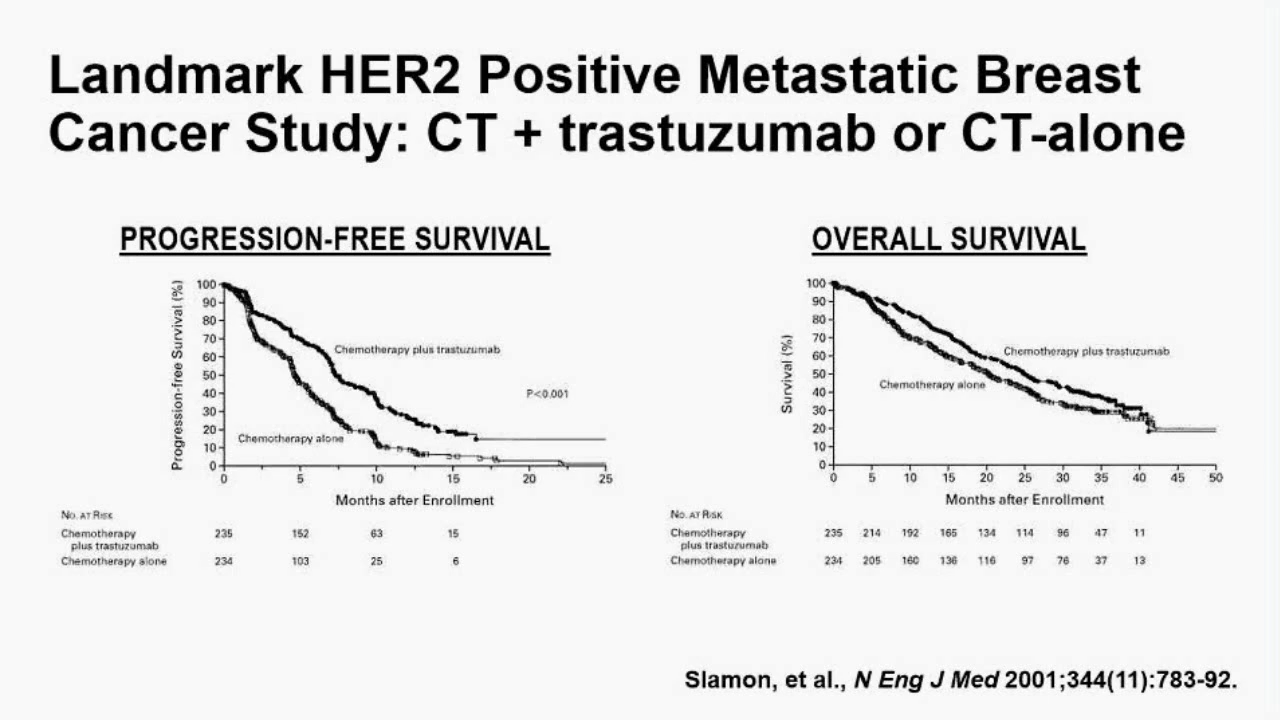 Landmark HER2 Positive Metastatic Breast
Cancer Study: CT + trastuzumab or CT-alone
PROGRESSION-FREE SURVIVAL
Progression-free Survival (%)
100
90
80
70
60
50
40
30
20
10
0
Chemotherapy plus trastuzumab
P<0.001
Chemotherapy alone
0 5 10 15 20 25
Months after Enrollment
No. at Risk
Chemotherapy 235 152 63 15
plus trastuzumab
Chemotherapy alone 234 103 25 6
OVERALL SURVIVAL
Survival (%)
100
90
80
70
60
50
40
30
20
10
0
Chemotherapy plus trastuzumab
Chemotherapy alone
0 5 10 15 20 25 30 35 40 45 50
Months after Enrollment
No. at Risk
Chemotherapy 235 214 192 165 134 114 96 47 11
plus trastuzumab
Chemotherapy alone 234 205 160 136 116 97 76 37 13
Slamon, et al., N Eng J Med 2001;344(11):783-92.